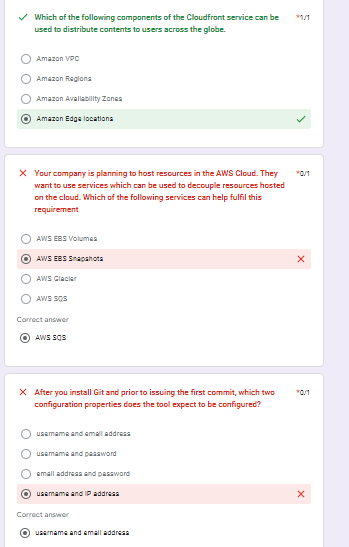 Which of the following components of the Cloudfront service can be *1/1
used to distribute contents to users across the globe.
Amazon VPC
Amazon Regions
Amazon Availability Zones
Amazon Edge locations
Your company is planning to host resources in the AWS Cloud. They *0/1
want to use services which can be used to decouple resources hosted
on the cloud. Which of the following services can help fulfil this
requirement
AWS EBS Volumes
AWS EBS Snapshots
AWS Glacier
AWS SQS
Correct answer
AWS SQS
After you install Git and prior to issuing the first commit, which two *0/1
configuration properties does the tool expect to be configured?
username and email address
username and password
email address and password
username and IP address
Correct answer
username and email address